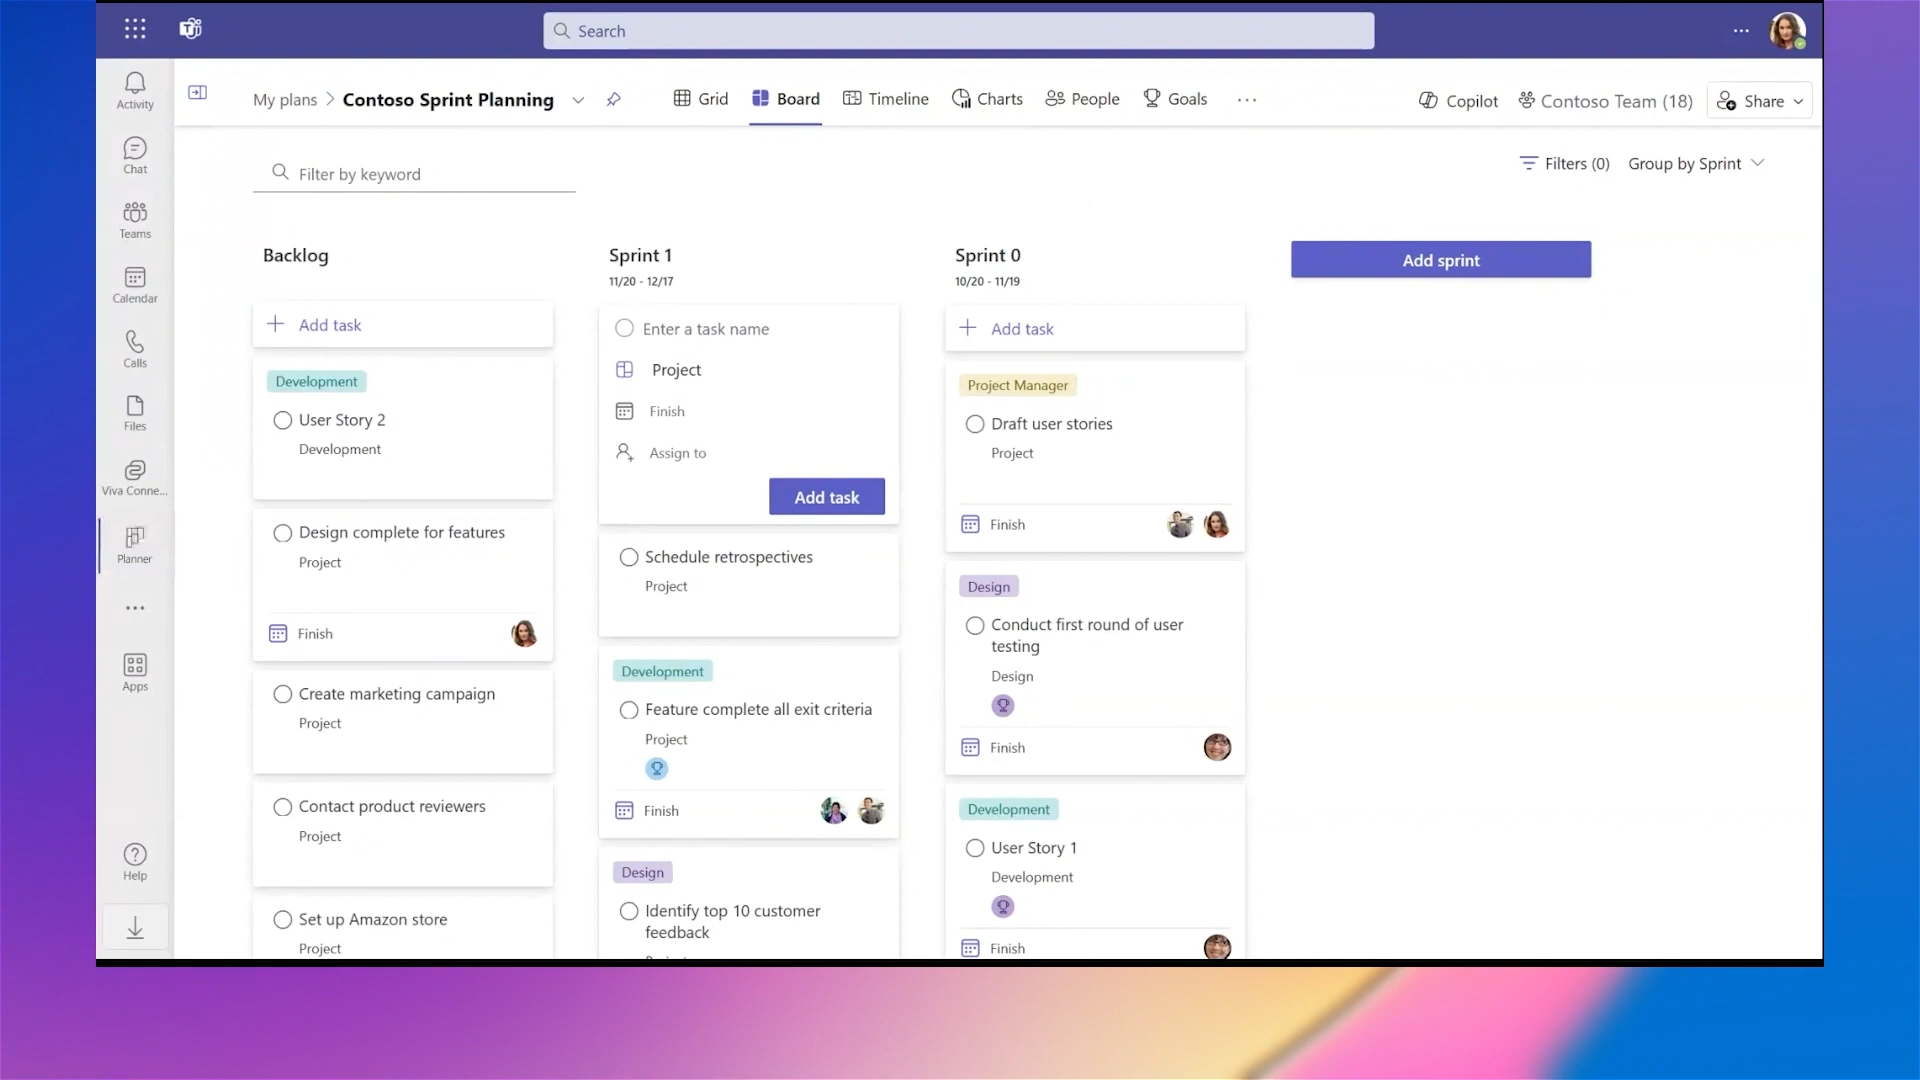 Search
Activity
Chat
Teams
Calendar
Calls
Files
Viva Conne...
Planner
Apps
Help
My plans > Contoso Sprint Planning
Grid
Board
Timeline
Charts
People
Goals
Copilot
Contoso Team (18)
Share
Filter by keyword
Filters (0)
Group by Sprint
Backlog
Add task
Development
User Story 2
Development
Design complete for features
Project
Finish
Create marketing campaign
Project
Contact product reviewers
Project
Set up Amazon store
Project
Sprint 1
11/20 - 12/17
Enter a task name
Project
Finish
Assign to
Add task
Schedule retrospectives
Project
Development
Feature complete all exit criteria
Project
Finish
Design
Identify top 10 customer
feedback
Sprint 0
10/20 - 11/19
Add task
Project Manager
Draft user stories
Project
Finish
Design
Conduct first round of user
testing
Design
Finish
Development
User Story 1
Development
Finish
Add sprint